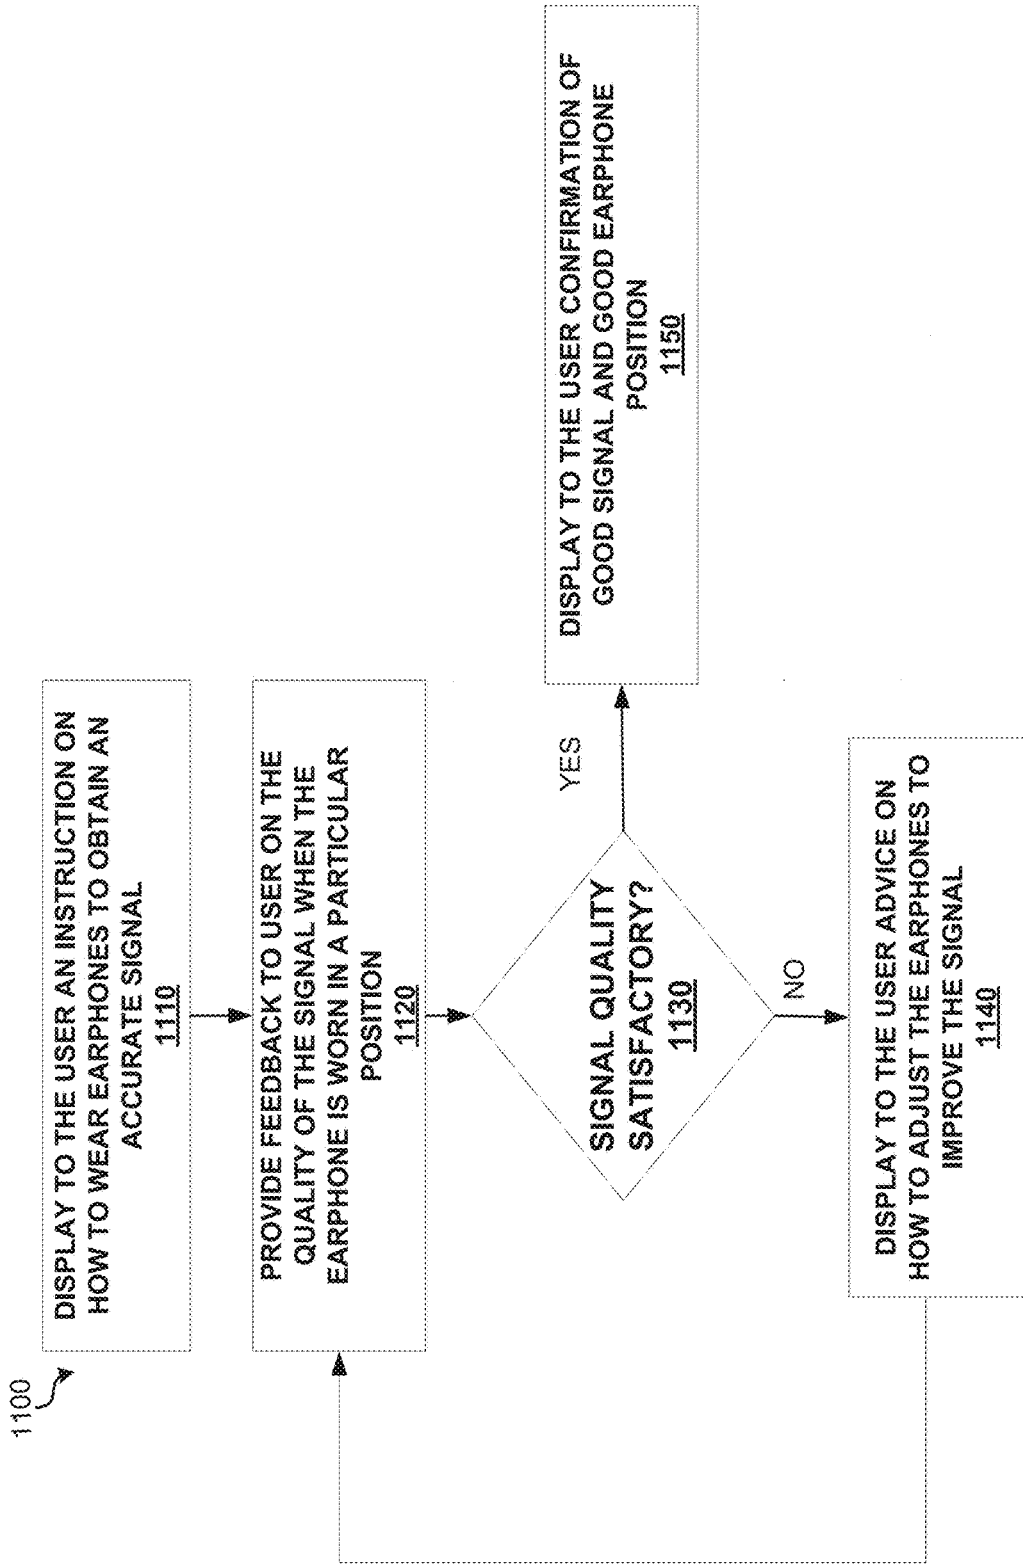 1100
DISPLAY TO THE USER AN INSTRUCTION ON
HOW TO WEAR EARPHONES TO OBTAIN AN
ACCURATE SIGNAL
1110
PROVIDE FEEDBACK TO USER ON THE
QUALITY OF THE SIGNAL WHEN THE
EARPHONE IS WORN IN A PARTICULAR
POSITION
1120
SIGNAL QUALITY
SATISFACTORY?
1130
YES
DISPLAY TO THE USER CONFIRMATION OF
GOOD SIGNAL AND GOOD EARPHONE
POSITION
1150
NO
DISPLAY TO THE USER ADVICE ON
HOW TO ADJUST THE EARPHONES TO
IMPROVE THE SIGNAL
1140